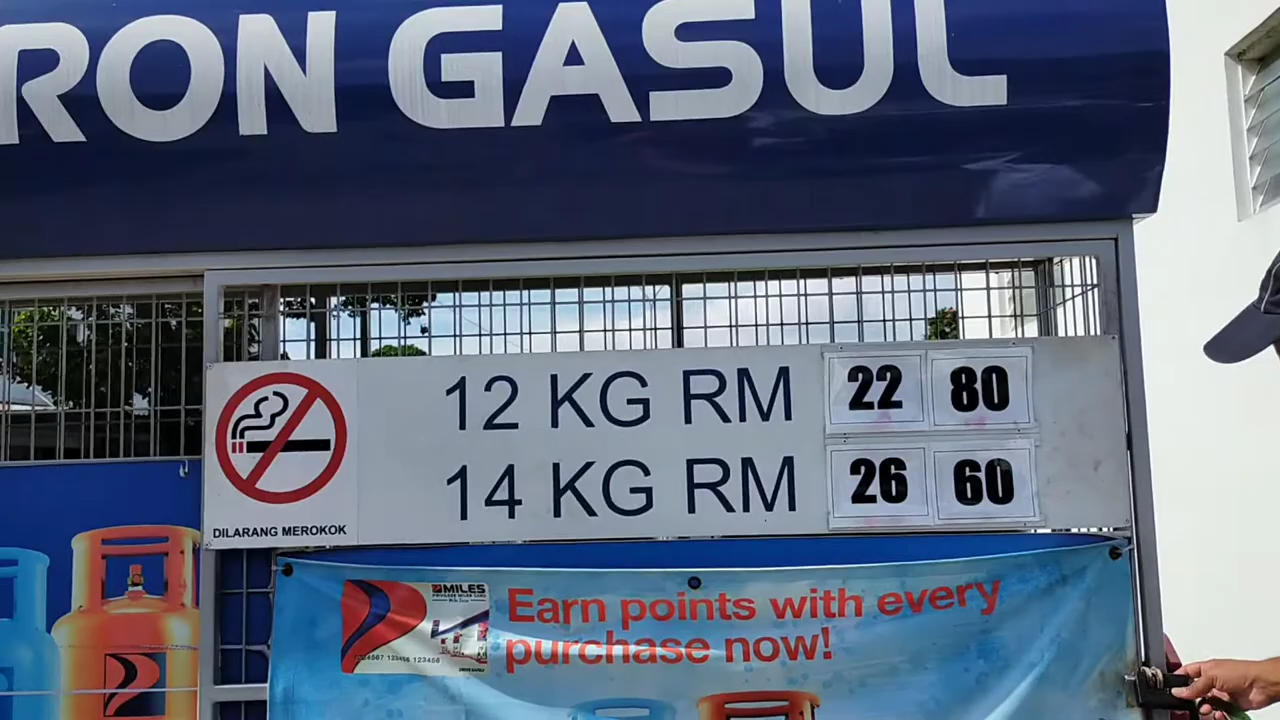 RON GASUL
12 KG RM 22 80
14 KG RM 26 60
DILARANG MEROKOK
MILES
Earn points with every
purchase now!